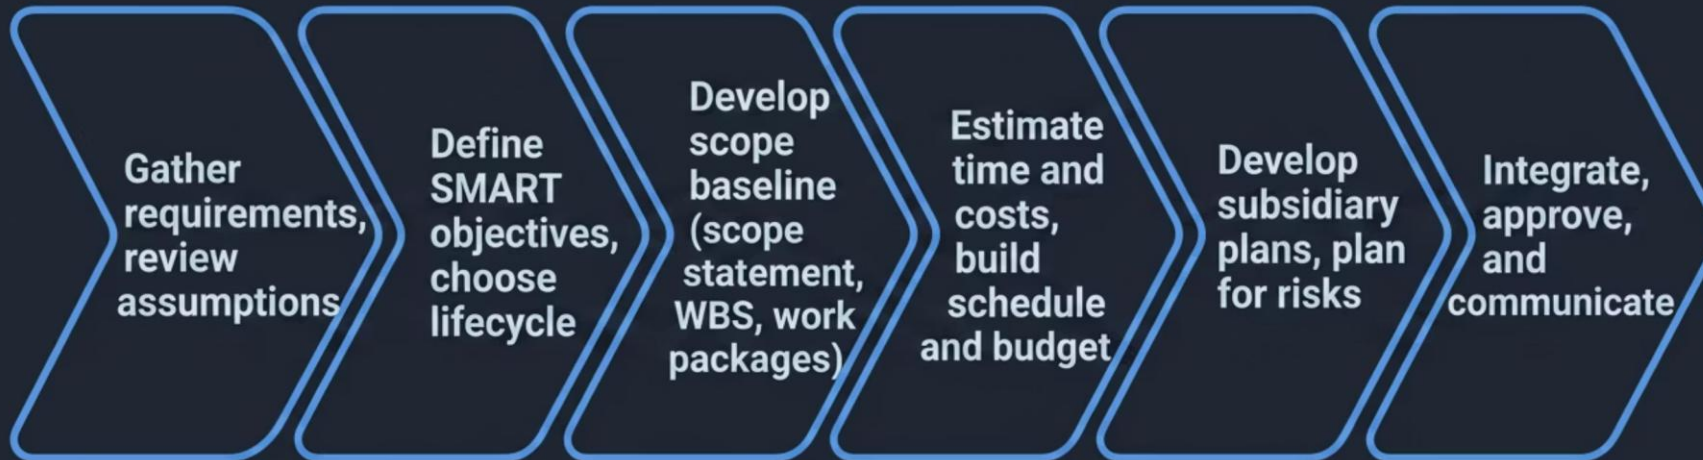 Gather
requirements,
review
assumptions
Define
SMART
objectives,
choose
lifecycle
Develop
scope
baseline
(scope
statement,
WBS, work
packages)
Estimate
time and
costs,
build
schedule
and budget
Develop
subsidiary
plans, plan
for risks
Integrate,
approve,
and
communicate